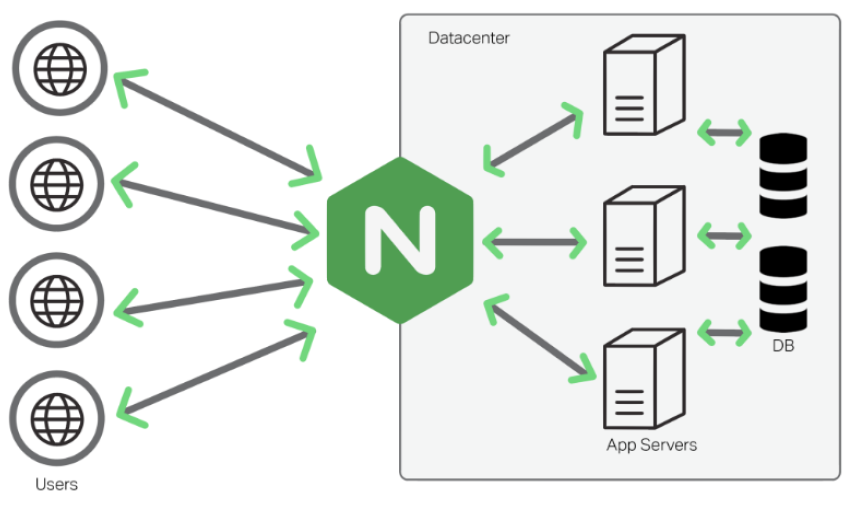 Datacenter
N
DB
App Servers
Users